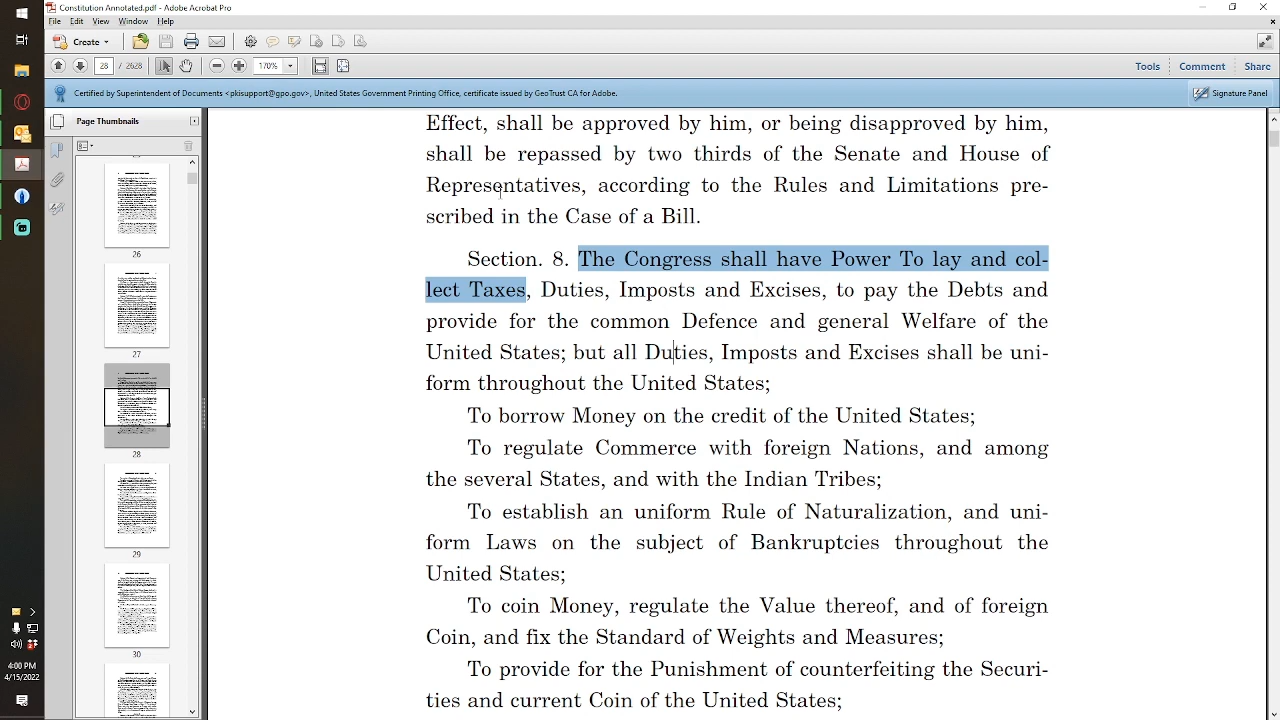 Constitution Annotated.pdf - Adobe Acrobat Pro
File Edit View Window Help
Create
28 / 2628 170% Tools Comment Share
Certified by Superintendent of Documents <pkisupport@gpo.gov>, United States Government Printing Office, certificate issued by GeoTrust CA for Adobe.
Signature Panel
Page Thumbnails
26
27
28
29
30
Effect, shall be approved by him, or being disapproved by him,
shall be repassed by two thirds of the Senate and House of
Representatives, according to the Rules and Limitations pre-
scribed in the Case of a Bill.
Section. 8. The Congress shall have Power To lay and col-
lect Taxes, Duties, Imposts and Excises, to pay the Debts and
provide for the common Defence and general Welfare of the
United States; but all Duties, Imposts and Excises shall be uni-
form throughout the United States;
To borrow Money on the credit of the United States;
To regulate Commerce with foreign Nations, and among
the several States, and with the Indian Tribes;
To establish an uniform Rule of Naturalization, and uni-
form Laws on the subject of Bankruptcies throughout the
United States:
To coin Money, regulate the Value thereof, and of foreign
Coin, and fix the Standard of Weights and Measures;
To provide for the Punishment of counterfeiting the Securi-
ties and current Coin of the United States;
4:00 PM
4/15/2022